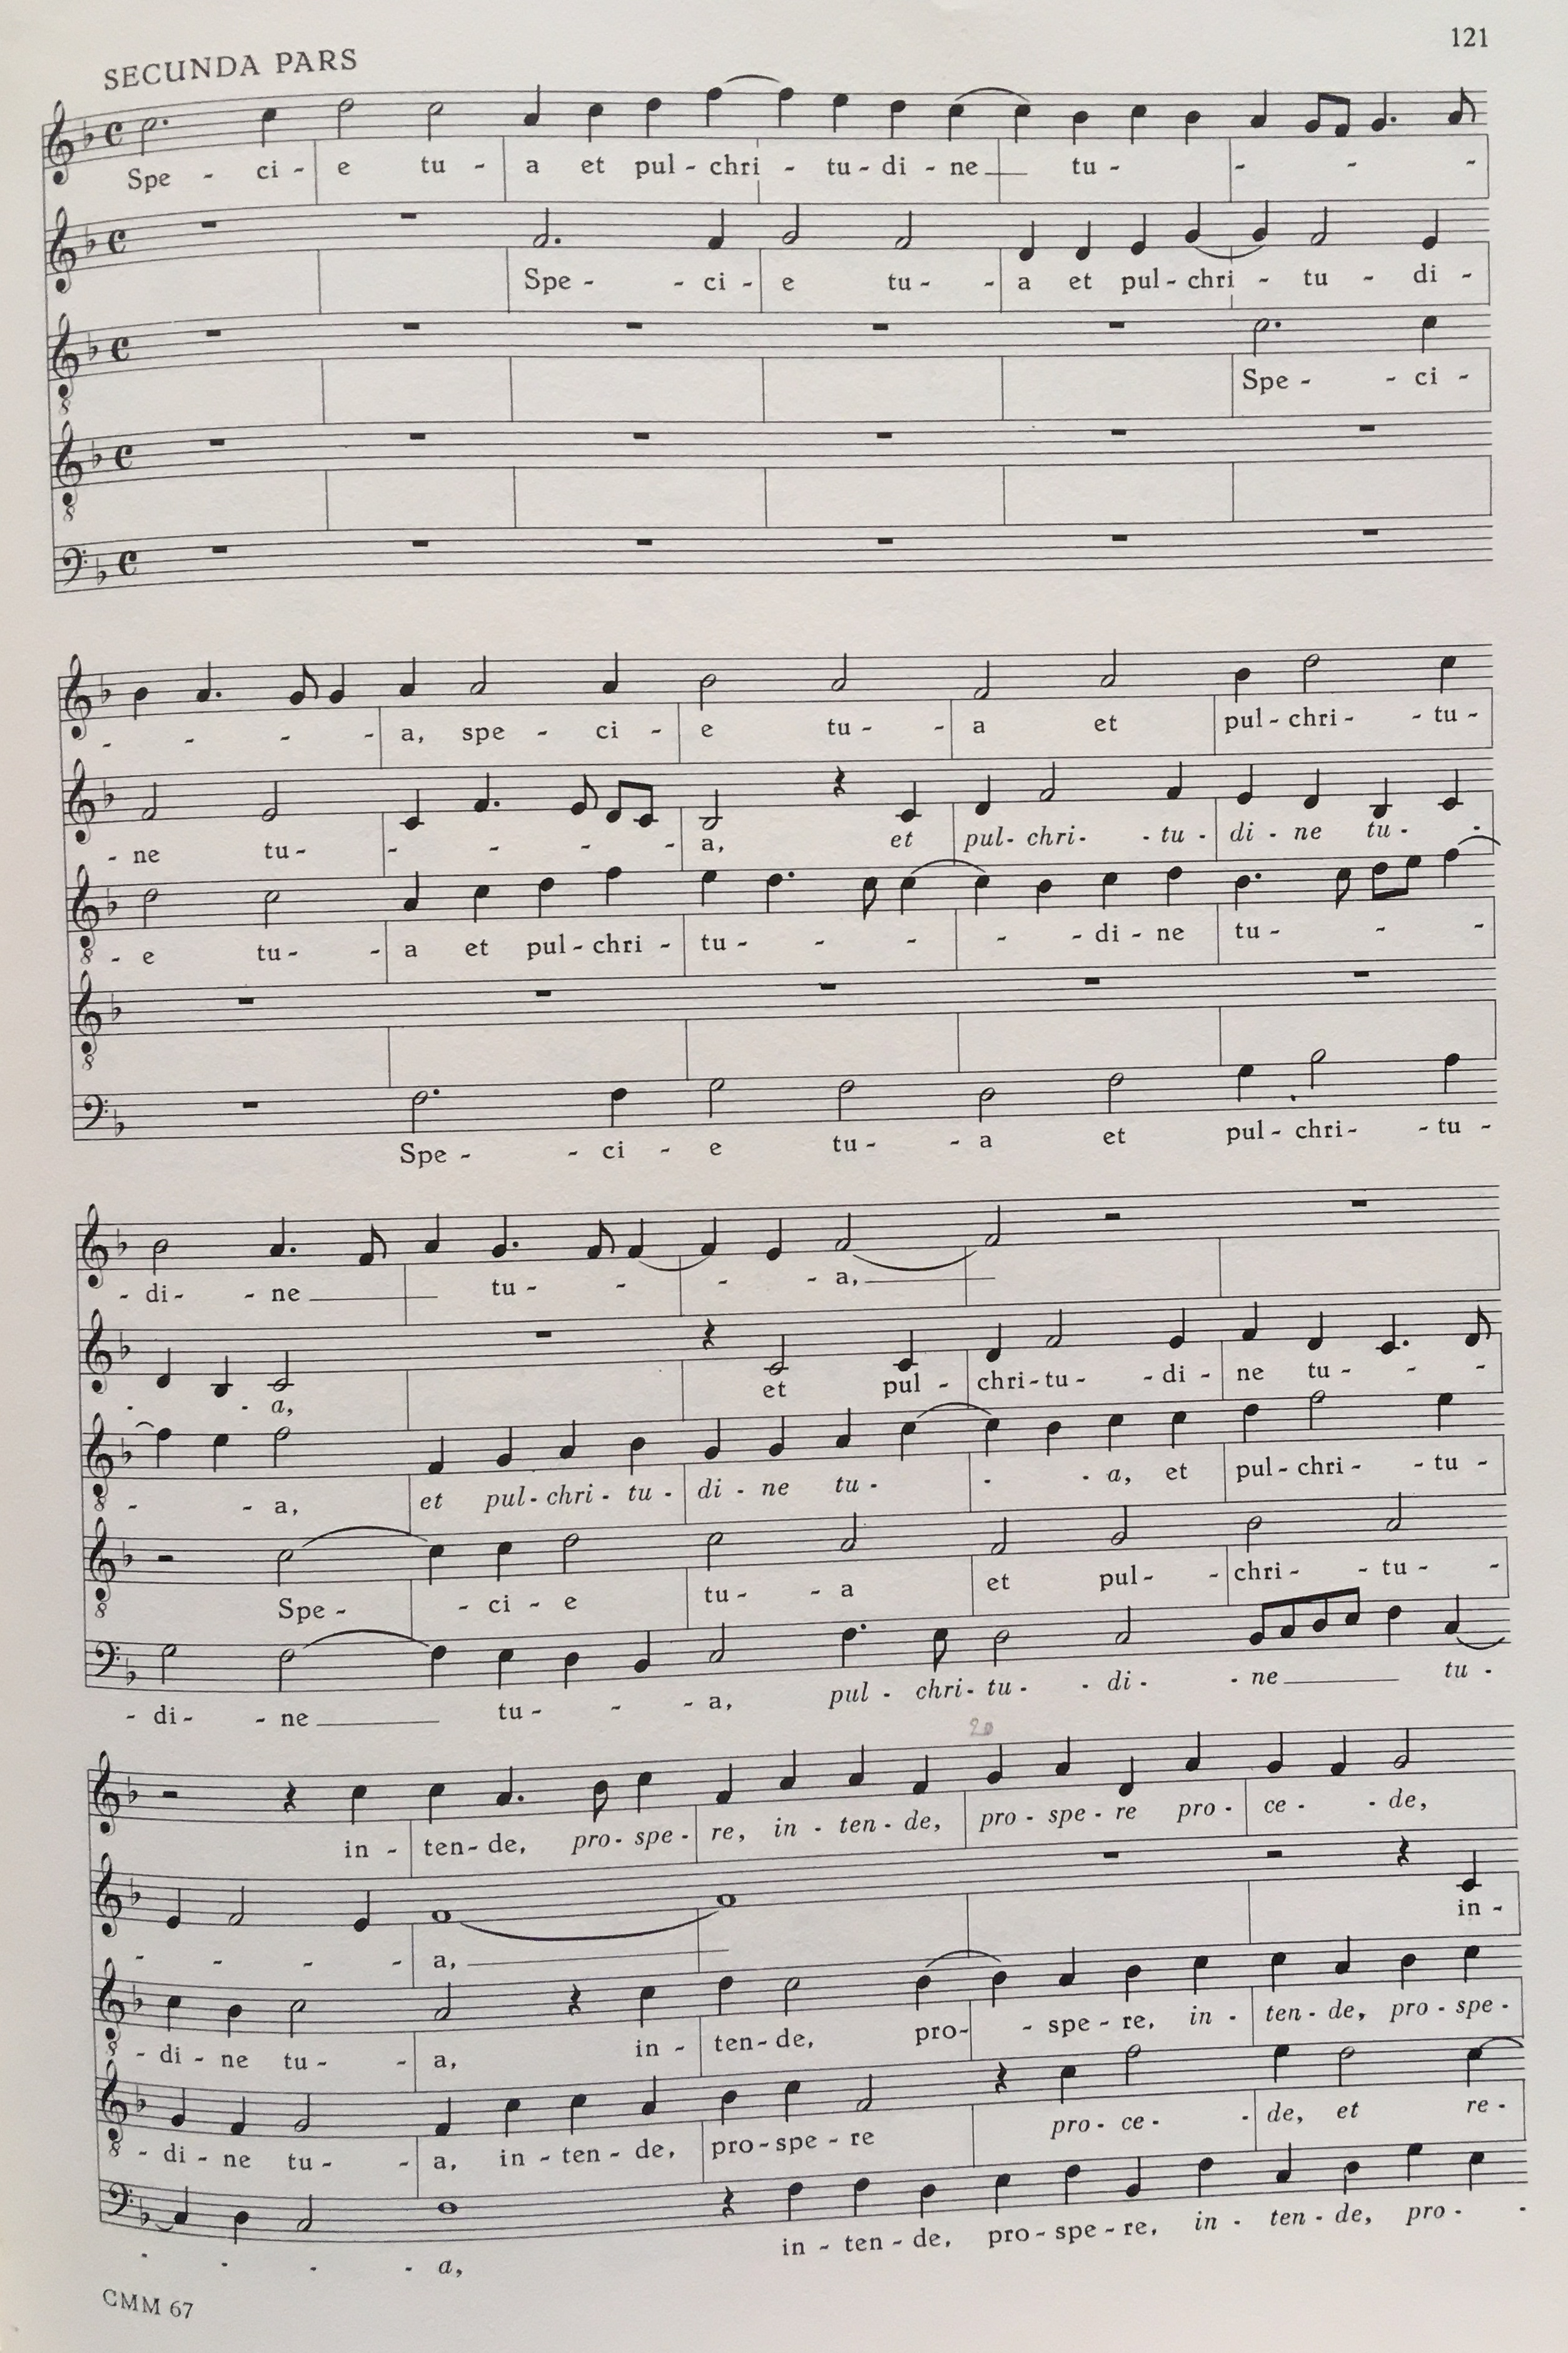 121
SECUNDA PARS
Spe - ci - e tu - a et pul - chri - tu - di - ne tu - - - -
Spe - - ci - e tu - - a et pul - chri - tu - di -
Spe - - ci -
- - - - a, spe - ci - e tu - - a et pul - chri - - tu -
- ne tu - - - - - a, et pul - chri - - tu - di - ne tu - -
- e tu - - a et pul - chri - tu - - - - - di - ne tu - - -
Spe - - ci - e tu - - a et pul - chri - - tu -
- di - - ne tu - - - - a,
- - a, et pul - chri - tu - - di - ne tu - - -
- - a, et pul - chri - tu - di - ne tu - - - a, et pul - chri - - tu -
Spe - - ci - e tu - - a et pul - - chri - - tu - -
- di - - ne tu - - - a, pul - chri - tu - - di - - ne tu -
20
in - ten - de, pro - spe - re, in - ten - de, pro - spe - re pro - ce - - de,
- - - - a, in -
- di - ne tu - - a, in - ten - de, pro - - spe - re, in - ten - de, pro - spe -
- di - ne tu - - a, in - ten - de, pro - spe - re pro - ce - - de, et re -
- - - - a, in - ten - de, pro - spe - re, in - ten - de, pro - -
CMM 67